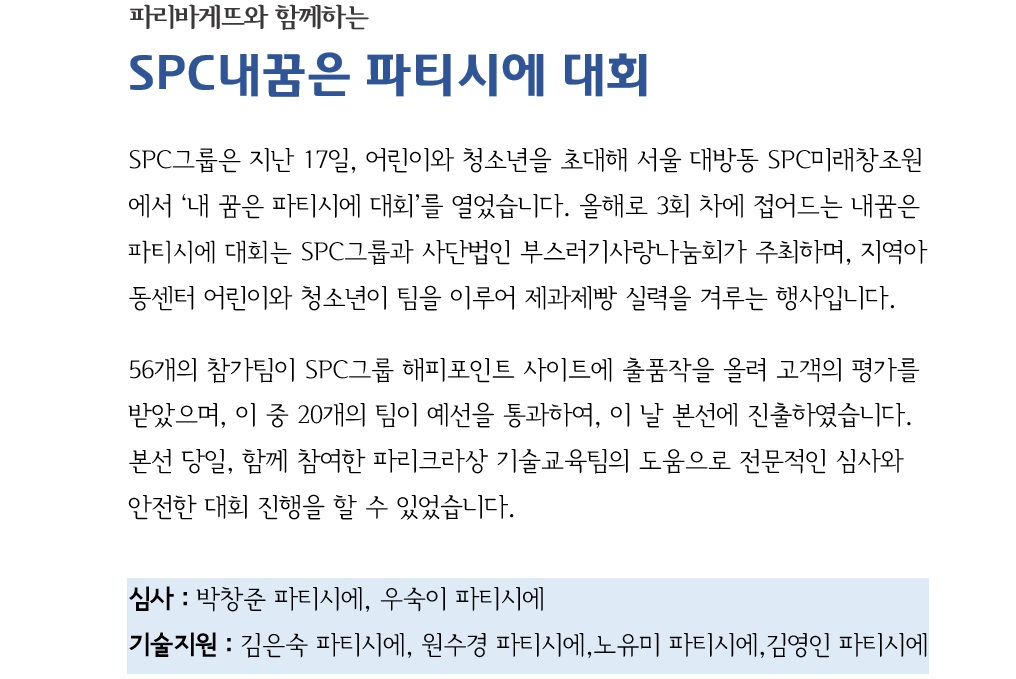 파리바게뜨와 함께하는
SPC내꿈은 파티시에 대회
SPC그룹은 지난 17일, 어린이와 청소년을 초대해 서울 대방동 SPC미래창조원
에서 ‘내 꿈은 파티시에 대회’를 열었습니다. 올해로 3회 차에 접어드는 내꿈은
파티시에 대회는 SPC그룹과 사단법인 부스러기사랑나눔회가 주최하며, 지역아
동센터 어린이와 청소년이 팀을 이루어 제과제빵 실력을 겨루는 행사입니다.
56개의 참가팀이 SPC그룹 해피포인트 사이트에 출품작을 올려 고객의 평가를
받았으며, 이 중 20개의 팀이 예선을 통과하여, 이 날 본선에 진출하였습니다.
본선 당일, 함께 참여한 파리크라상 기술교육팀의 도움으로 전문적인 심사와
안전한 대회 진행을 할 수 있었습니다.
심사 : 박창준 파티시에, 우숙이 파티시에
기술지원 : 김은숙 파티시에, 원수경 파티시에,노유미 파티시에,김영인 파티시에